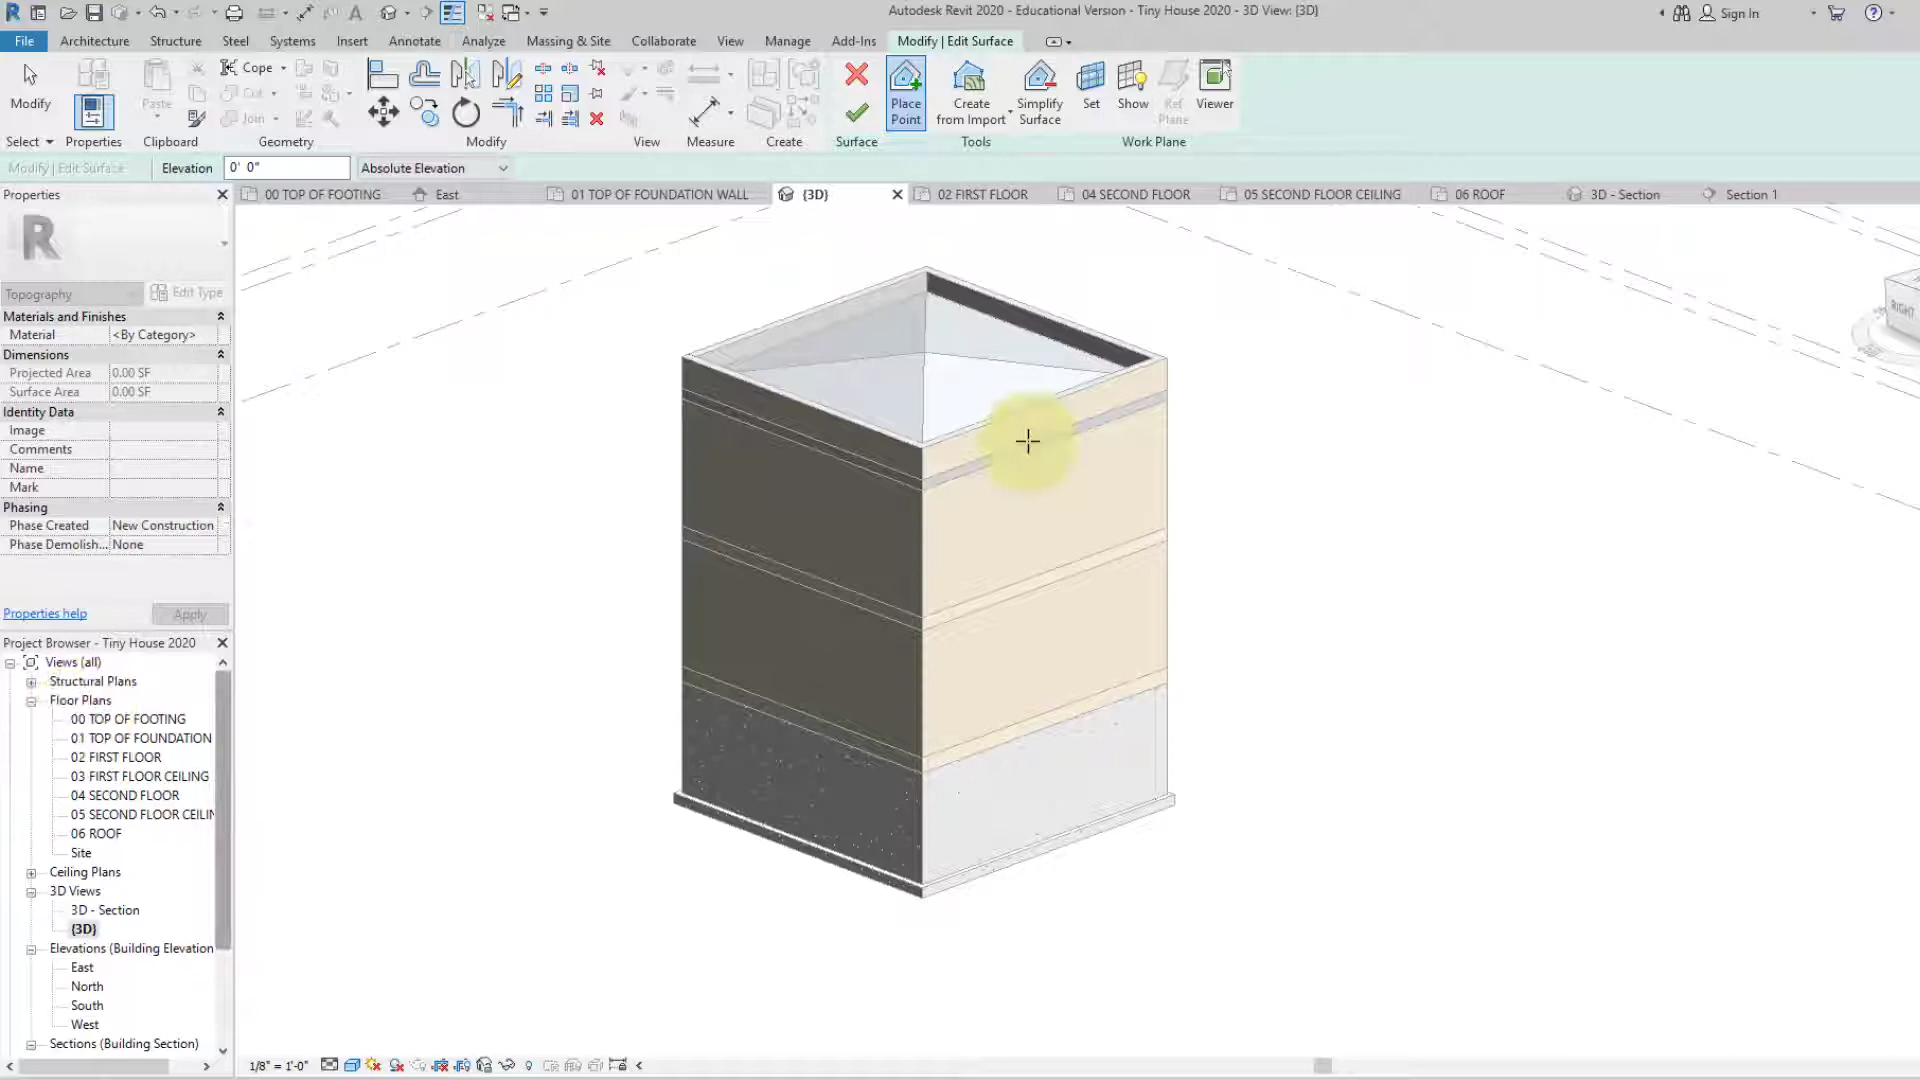 Autodesk Revit 2020 - Educational Version - Tiny House 2020 - 3D View: {3D}
Sign In
File Architecture Structure Steel Systems Insert Annotate Analyze Massing & Site Collaborate View Manage Add-Ins Modify | Edit Surface
Modify
Paste
Cope
Cut
Join
Place Point
Create from Import
Simplify Surface
Set
Show
Ref Plane
Viewer
Select Properties Clipboard Geometry Modify View Measure Create Surface Tools Work Plane
Modify | Edit Surface Elevation 0' 0" Absolute Elevation
Properties
00 TOP OF FOOTING East 01 TOP OF FOUNDATION WALL {3D} 02 FIRST FLOOR 04 SECOND FLOOR 05 SECOND FLOOR CEILING 06 ROOF 3D - Section Section 1
R
Topography Edit Type
Materials and Finishes
Material <By Category>
Dimensions
Projected Area 0.00 SF
Surface Area 0.00 SF
Identity Data
Image
Comments
Name
Mark
Phasing
Phase Created New Construction
Phase Demolish... None
Properties help Apply
Project Browser - Tiny House 2020
Views (all)
Structural Plans
Floor Plans
00 TOP OF FOOTING
01 TOP OF FOUNDATION
02 FIRST FLOOR
03 FIRST FLOOR CEILING
04 SECOND FLOOR
05 SECOND FLOOR CEILIN
06 ROOF
Site
Ceiling Plans
3D Views
3D - Section
{3D}
Elevations (Building Elevation
East
North
South
West
Sections (Building Section)
RIGHT
1/8" = 1'-0"